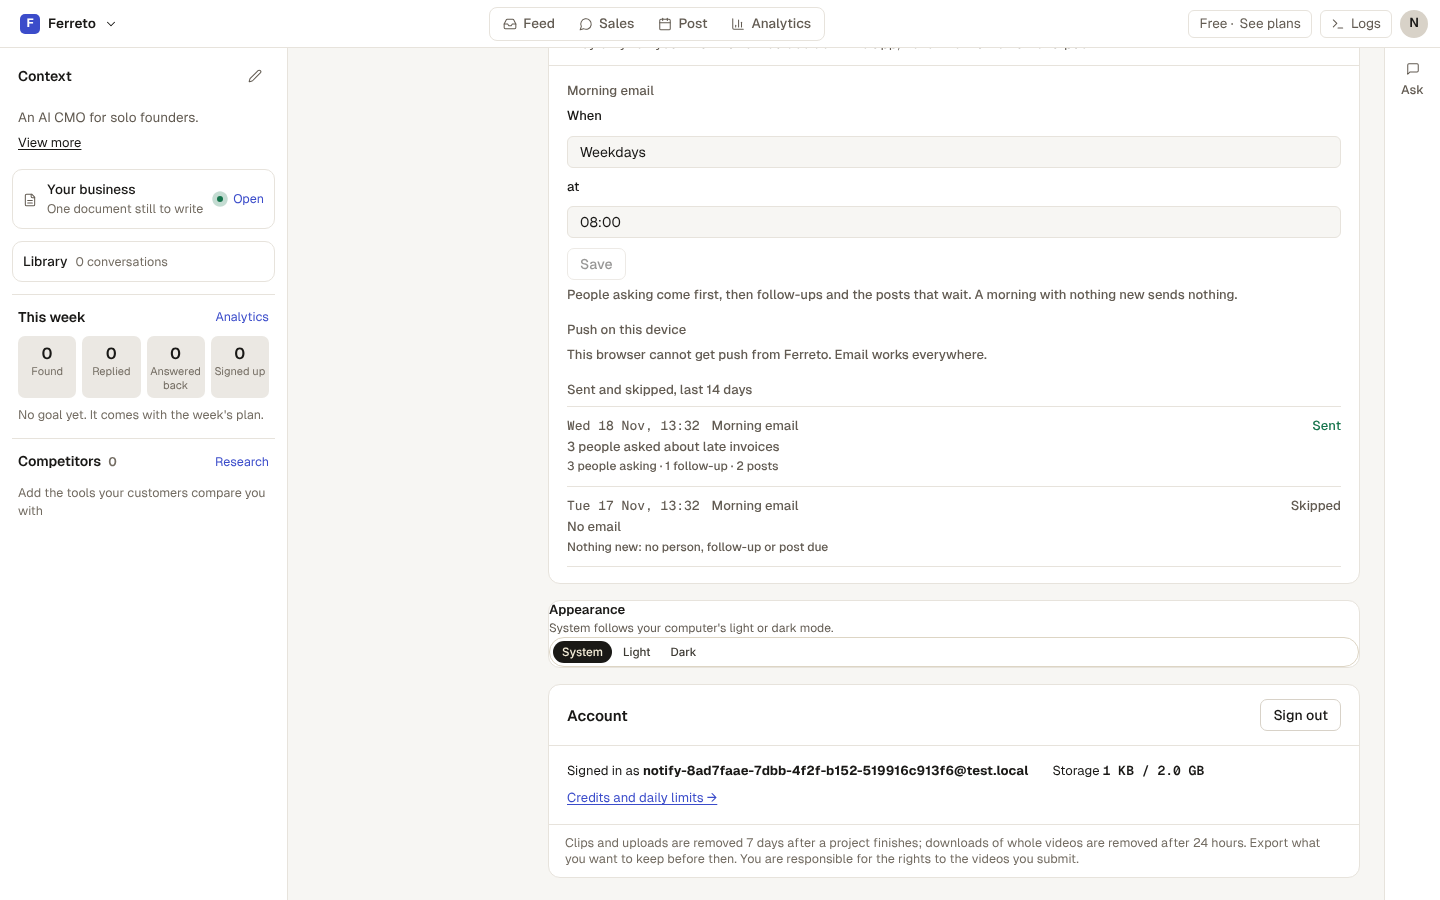 F Ferreto
Feed Sales Post Analytics
Free · See plans
Logs
N
Context
An AI CMO for solo founders.
View more
Your business
One document still to write
Open
Library 0 conversations
This week
Analytics
0 Found
0 Replied
0 Answered back
0 Signed up
No goal yet. It comes with the week's plan.
Competitors 0
Research
Add the tools your customers compare you
with
Morning email
When
Weekdays
at
08:00
Save
People asking come first, then follow-ups and the posts that wait. A morning with nothing new sends nothing.
Push on this device
This browser cannot get push from Ferreto. Email works everywhere.
Sent and skipped, last 14 days
Wed 18 Nov, 13:32 Morning email Sent
3 people asked about late invoices
3 people asking · 1 follow-up · 2 posts
Tue 17 Nov, 13:32 Morning email Skipped
No email
Nothing new: no person, follow-up or post due
Appearance
System follows your computer's light or dark mode.
System Light Dark
Account
Sign out
Signed in as notify-8ad7faae-7dbb-4f2f-b152-519916c913f6@test.local Storage 1 KB / 2.0 GB
Credits and daily limits →
Clips and uploads are removed 7 days after a project finishes; downloads of whole videos are removed after 24 hours. Export what
you want to keep before then. You are responsible for the rights to the videos you submit.
Ask